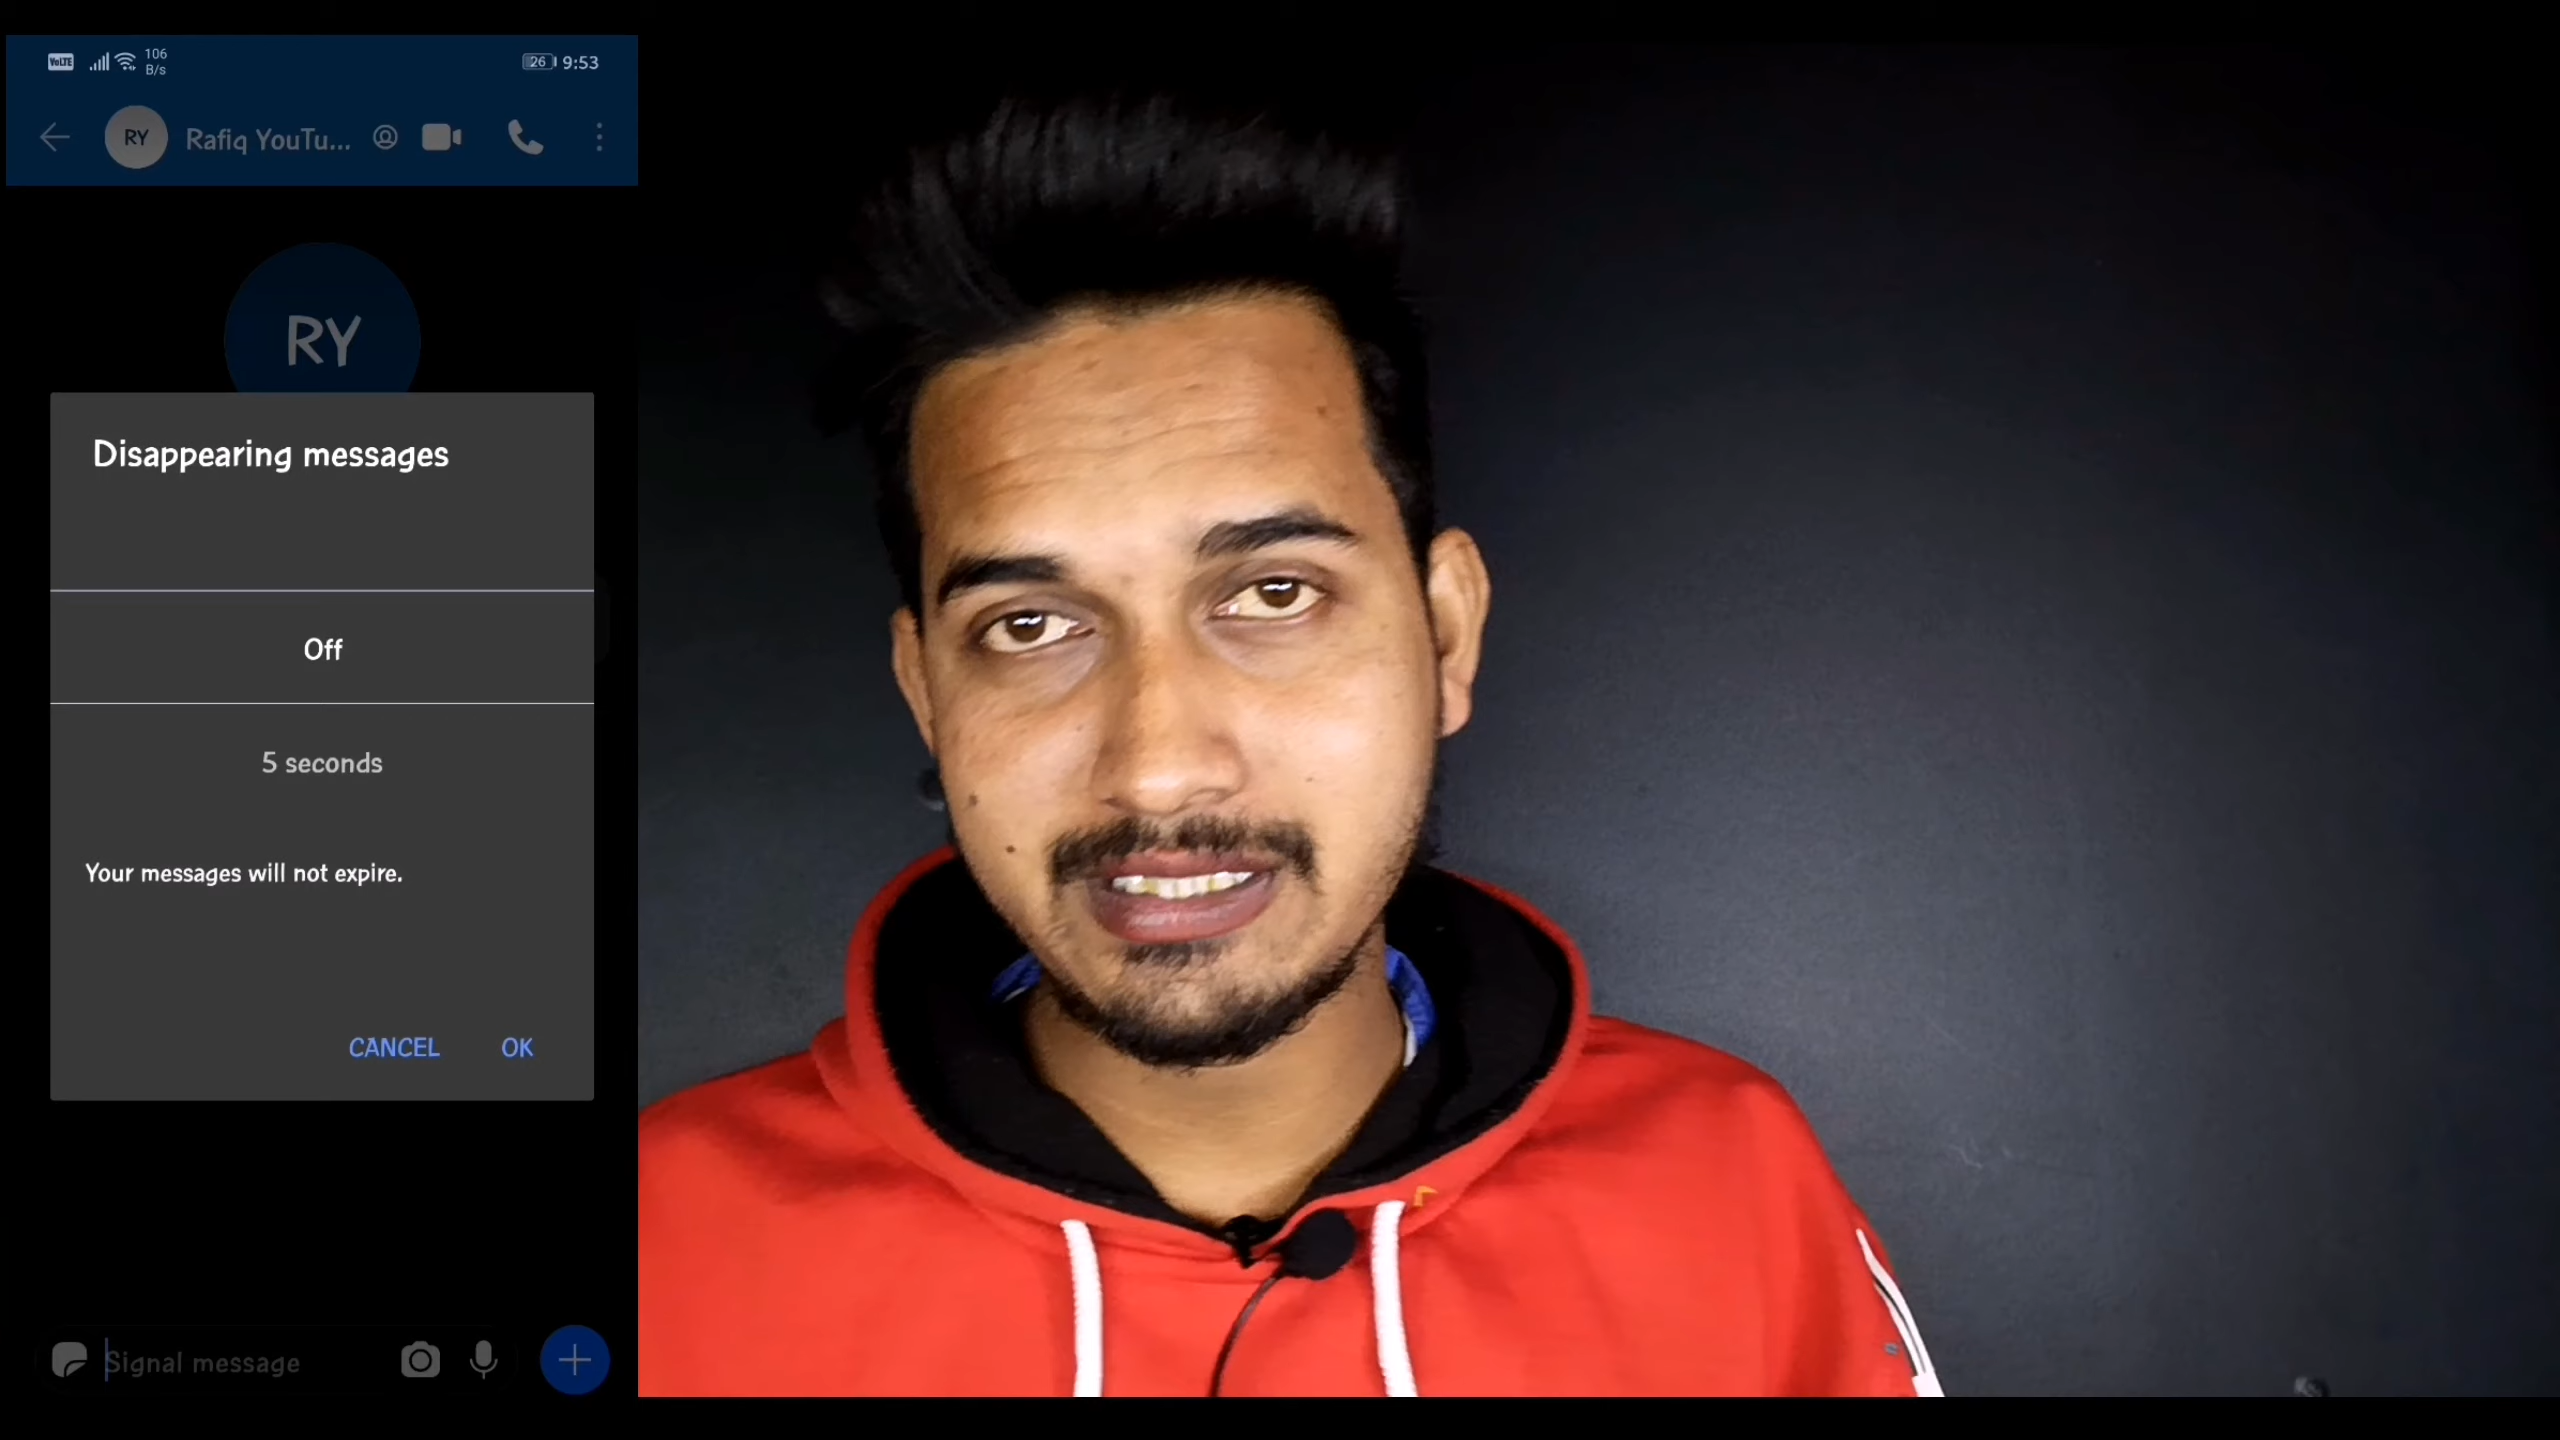 VoLTE 106 B/s 26 9:53
RY Rafiq YouTu...
RY
Disappearing messages
Off
5 seconds
Your messages will not expire.
CANCEL OK
Signal message